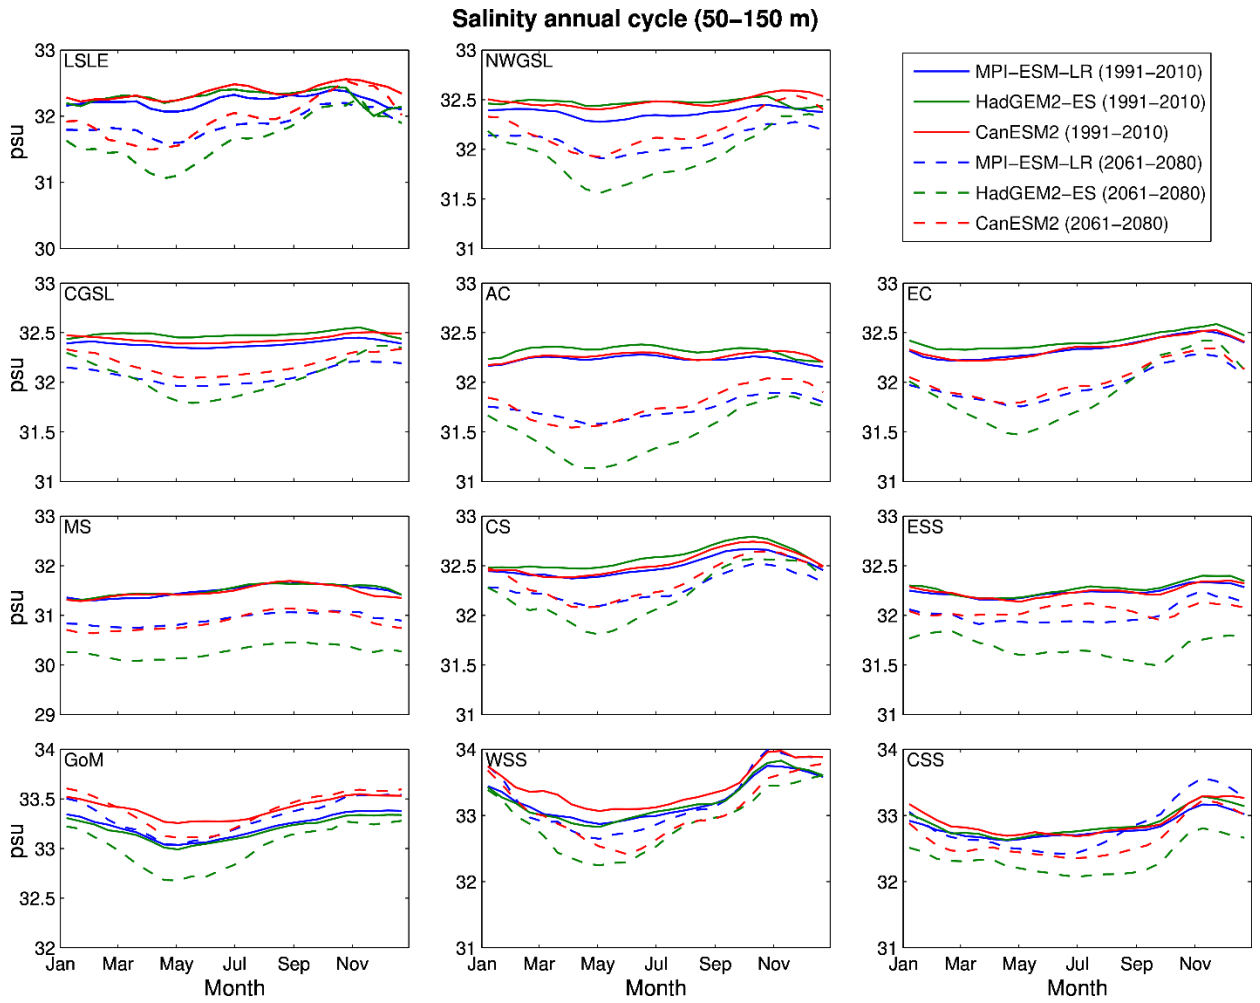 Salinity annual cycle (50−150 m)
33
LSLE
32
31
30
psu
33
NWGSL
32.5
32
31.5
31
MPI−ESM−LR (1991−2010)
HadGEM2−ES (1991−2010)
CanESM2 (1991−2010)
MPI−ESM−LR (2061−2080)
HadGEM2−ES (2061−2080)
CanESM2 (2061−2080)
33
CGSL
32.5
32
31.5
31
psu
33
AC
32.5
32
31.5
31
33
EC
32.5
32
31.5
31
33
MS
32
31
30
29
psu
33
CS
32.5
32
31.5
31
33
ESS
32.5
32
31.5
31
34
GoM
33.5
33
32.5
32
psu
Jan Mar May Jul Sep Nov
Month
34
WSS
33
32
31
Jan Mar May Jul Sep Nov
Month
34
CSS
33
32
31
Jan Mar May Jul Sep Nov
Month